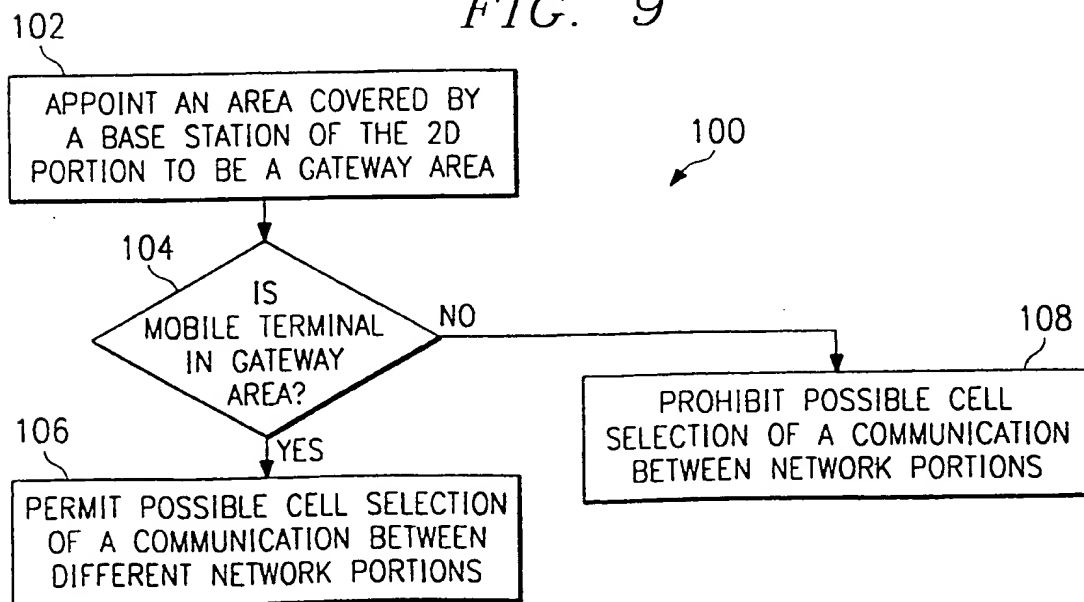 FIG. 9
102
APPOINT AN AREA COVERED BY
A BASE STATION OF THE 2D
PORTION TO BE A GATEWAY AREA
100
104
IS
MOBILE TERMINAL
IN GATEWAY
AREA?
NO
108
PROHIBIT POSSIBLE CELL
SELECTION OF A COMMUNICATION
BETWEEN NETWORK PORTIONS
106
YES
PERMIT POSSIBLE CELL SELECTION
OF A COMMUNICATION BETWEEN
DIFFERENT NETWORK PORTIONS